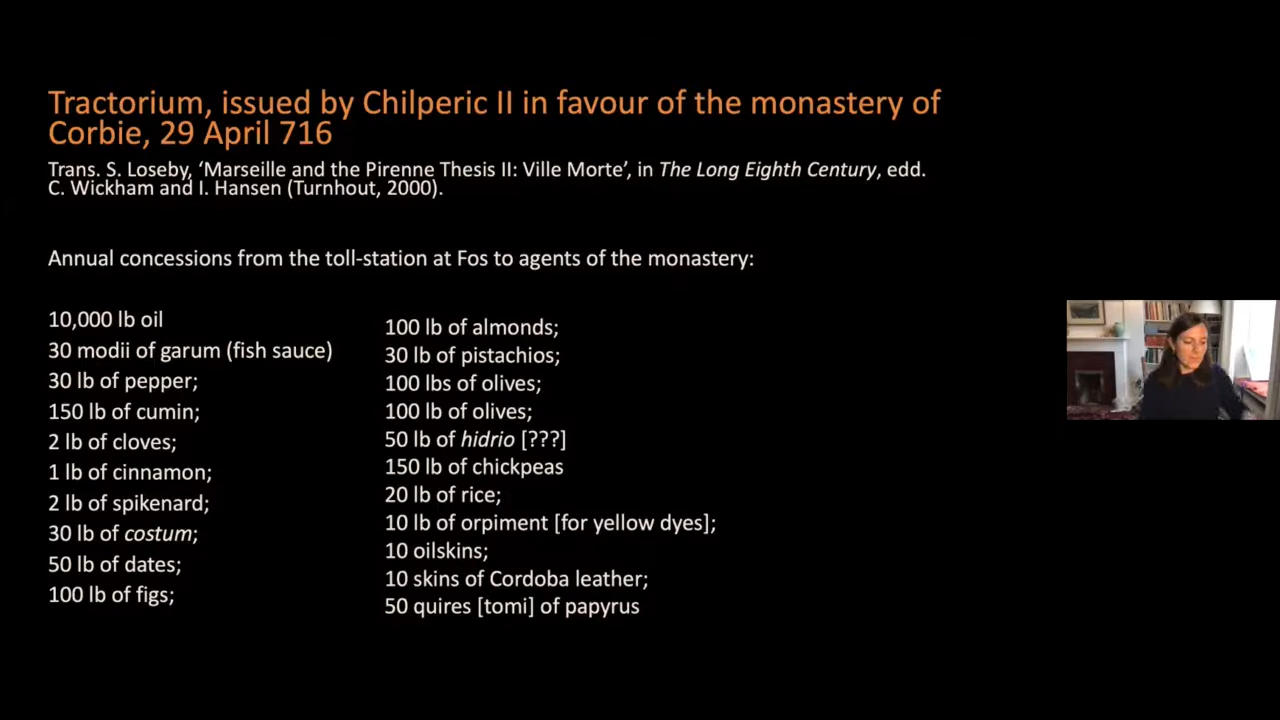 Tractorium, issued by Chilperic II in favour of the monastery of
Corbie, 29 April 716
Trans. S. Loseby, ‘Marseille and the Pirenne Thesis II: Ville Morte’, in The Long Eighth Century, edd.
C. Wickham and I. Hansen (Turnhout, 2000).
Annual concessions from the toll-station at Fos to agents of the monastery:
10,000 lb oil
30 modii of garum (fish sauce)
30 lb of pepper;
150 lb of cumin;
2 lb of cloves;
1 lb of cinnamon;
2 lb of spikenard;
30 lb of costum;
50 lb of dates;
100 lb of figs;
100 lb of almonds;
30 lb of pistachios;
100 lbs of olives;
100 lb of olives;
50 lb of hidrio [???]
150 lb of chickpeas
20 lb of rice;
10 lb of orpiment [for yellow dyes];
10 oilskins;
10 skins of Cordoba leather;
50 quires [tomi] of papyrus